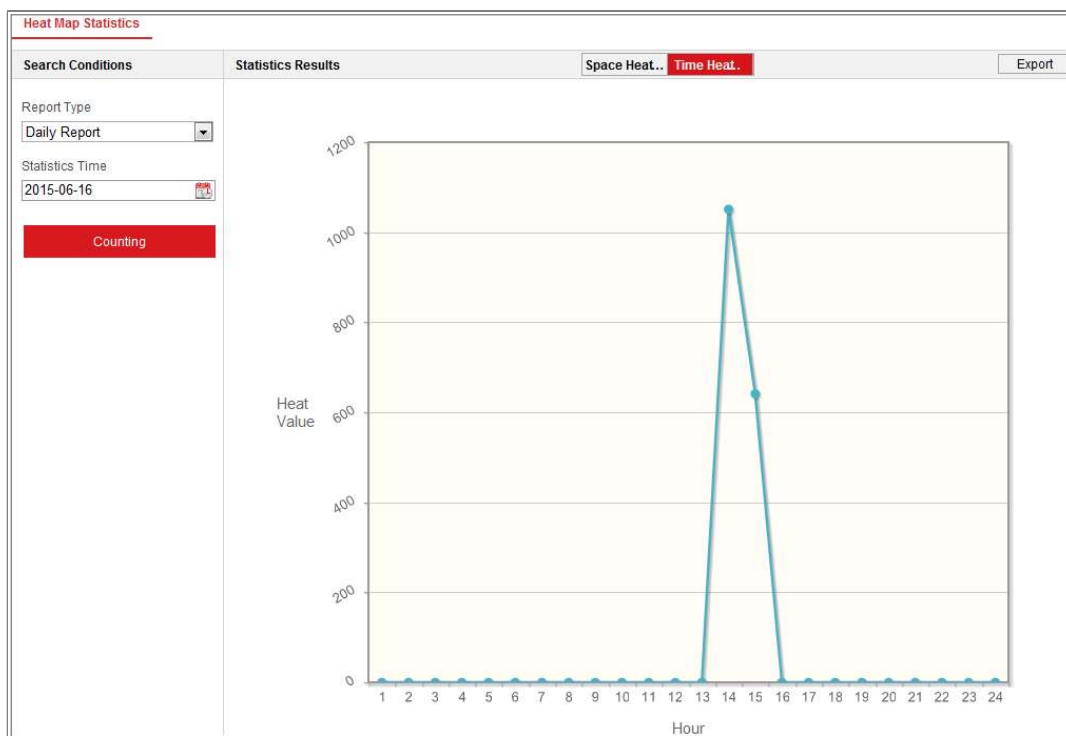 Heat Map Statistics
Search Conditions
Statistics Results
Space Heat...
Time Heat..
Export
Report Type
Daily Report
Statistics Time
2015-06-16
Counting
1200
1000
800
600
400
200
0
Heat
Value
1 2 3 4 5 6 7 8 9 10 11 12 13 14 15 16 17 18 19 20 21 22 23 24
Hour